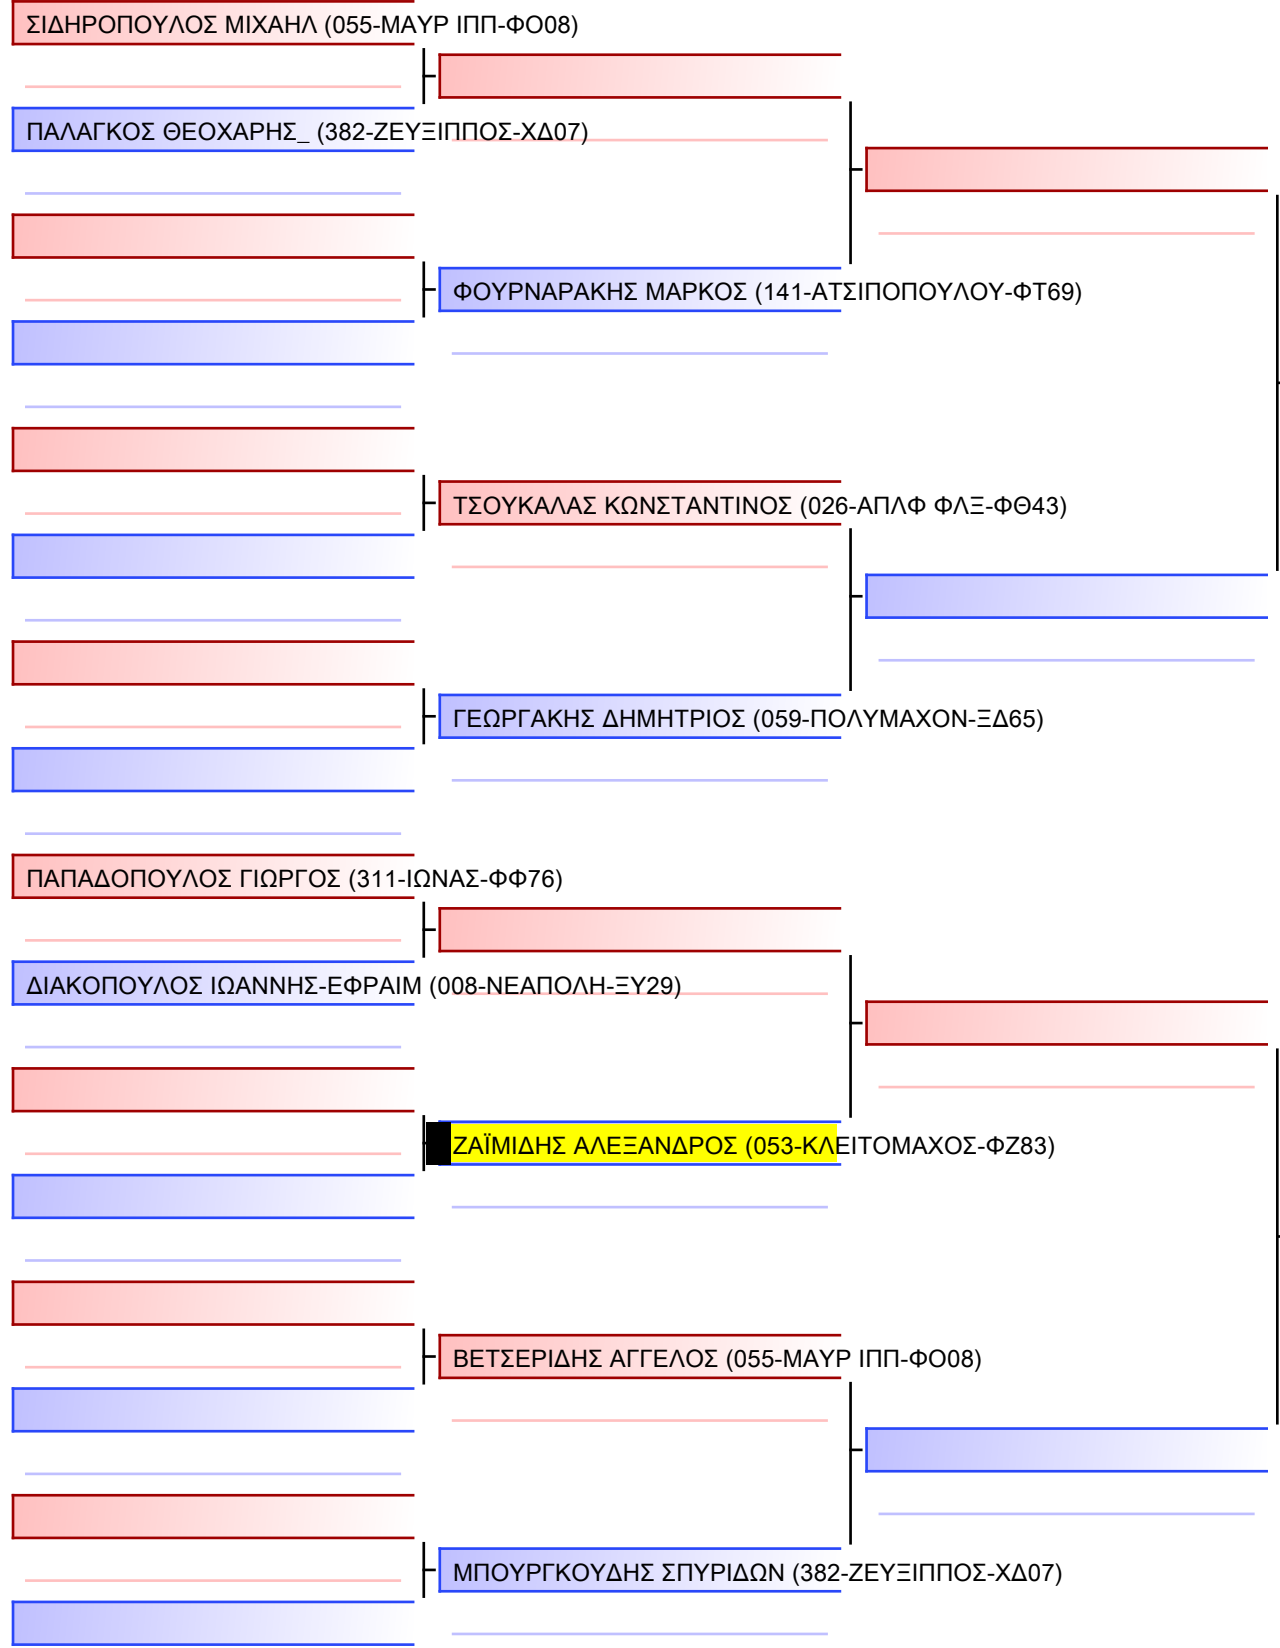 ΣΙΔΗΡΟΠΟΥΛΟΣ ΜΙΧΑΗΛ (055-ΜΑΥΡ ΙΠΠ-ΦΟ08)
ΠΑΛΑΓΚΟΣ ΘΕΟΧΑΡΗΣ_ (382-ΖΕΥΞΙΠΠΟΣ-ΧΔ07)
ΦΟΥΡΝΑΡΑΚΗΣ ΜΑΡΚΟΣ (141-ΑΤΣΙΠΟΠΟΥΛΟΥ-ΦΤ69)
ΤΣΟΥΚΑΛΑΣ ΚΩΝΣΤΑΝΤΙΝΟΣ (026-ΑΠΛΦ ΦΛΞ-ΦΘ43)
ΓΕΩΡΓΑΚΗΣ ΔΗΜΗΤΡΙΟΣ (059-ΠΟΛΥΜΑΧΟΝ-ΞΔ65)
ΠΑΠΑΔΟΠΟΥΛΟΣ ΓΙΩΡΓΟΣ (311-ΙΩΝΑΣ-ΦΦ76)
ΔΙΑΚΟΠΟΥΛΟΣ ΙΩΑΝΝΗΣ-ΕΦΡΑΙΜ (008-ΝΕΑΠΟΛΗ-ΞΥ29)
ΖΑΪΜΙΔΗΣ ΑΛΕΞΑΝΔΡΟΣ (053-ΚΛΕΙΤΟΜΑΧΟΣ-ΦΖ83)
ΒΕΤΣΕΡΙΔΗΣ ΑΓΓΕΛΟΣ (055-ΜΑΥΡ ΙΠΠ-ΦΟ08)
ΜΠΟΥΡΓΚΟΥΔΗΣ ΣΠΥΡΙΔΩΝ (382-ΖΕΥΞΙΠΠΟΣ-ΧΔ07)